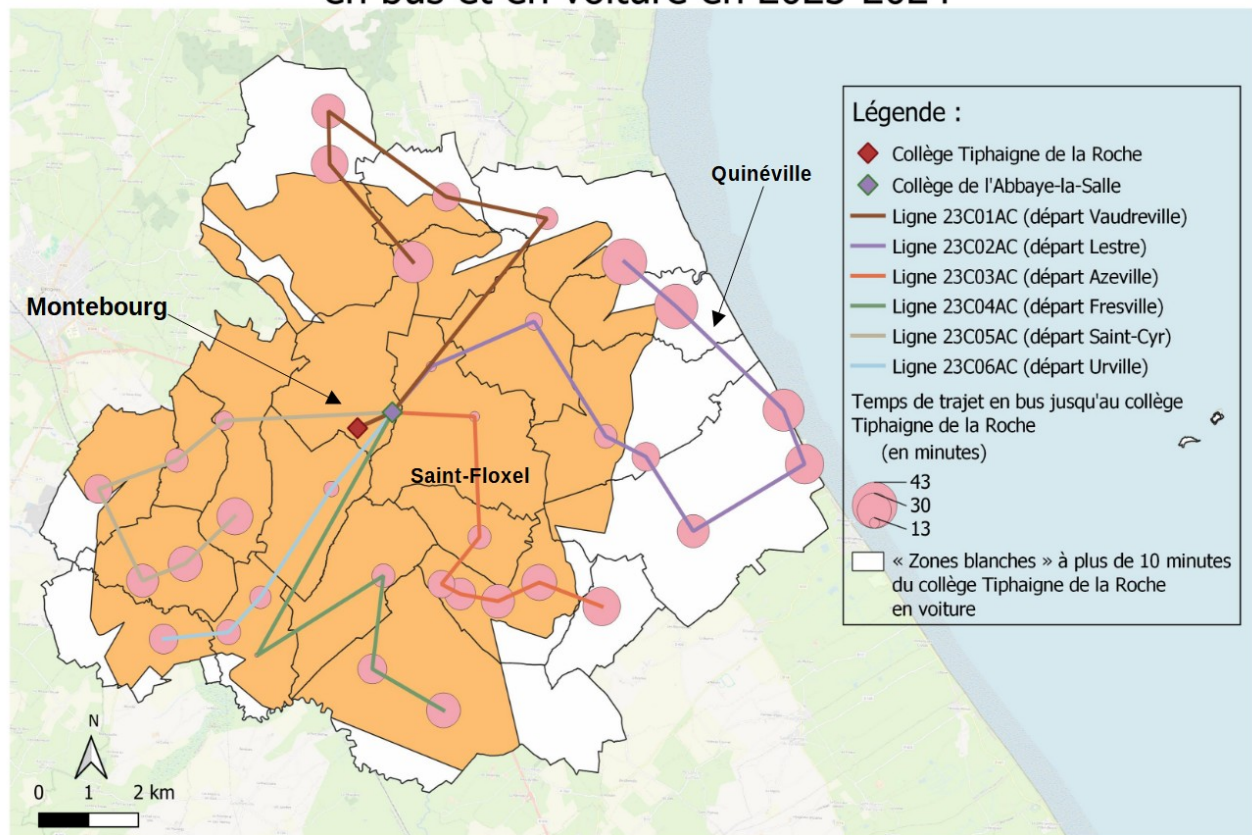 en bus et en voiture en 2023-2024
Quinéville
Montebourg
Saint-Floxel
Légende :
Collège Tiphaigne de la Roche
Collège de l'Abbaye-la-Salle
Ligne 23C01AC (départ Vaudreville)
Ligne 23C02AC (départ Lestre)
Ligne 23C03AC (départ Azeville)
Ligne 23C04AC (départ Fresville)
Ligne 23C05AC (départ Saint-Cyr)
Ligne 23C06AC (départ Urville)
Temps de trajet en bus jusqu'au collège
Tiphaigne de la Roche
(en minutes)
43
30
13
« Zones blanches » à plus de 10 minutes
du collège Tiphaigne de la Roche
en voiture
N
0 1 2 km